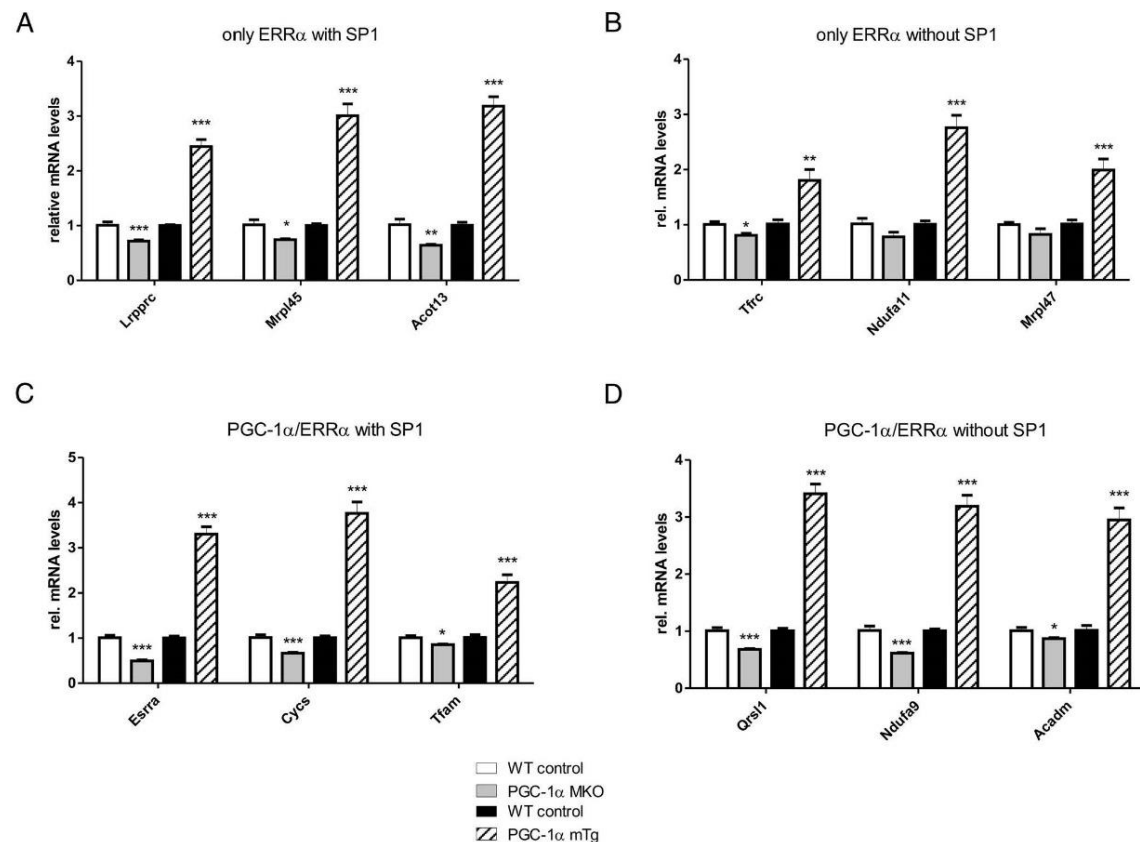 A
only ERRα with SP1
relative mRNA levels
4
3
2
1
0
***
***
*
***
**
***
Lrpprc
Mrpl45
Acot13
B
only ERRα without SP1
rel. mRNA levels
4
3
2
1
0
*
**
***
***
Tfrc
Ndufa11
Mrpl47
C
PGC-1α/ERRα with SP1
rel. mRNA levels
5
4
3
2
1
0
***
***
***
***
*
***
Esrra
Cycs
Tfam
D
PGC-1α/ERRα without SP1
rel. mRNA levels
4
3
2
1
0
***
***
***
***
*
***
Qrsl1
Ndufa9
Acadm
WT control
PGC-1α MKO
WT control
PGC-1α mTg